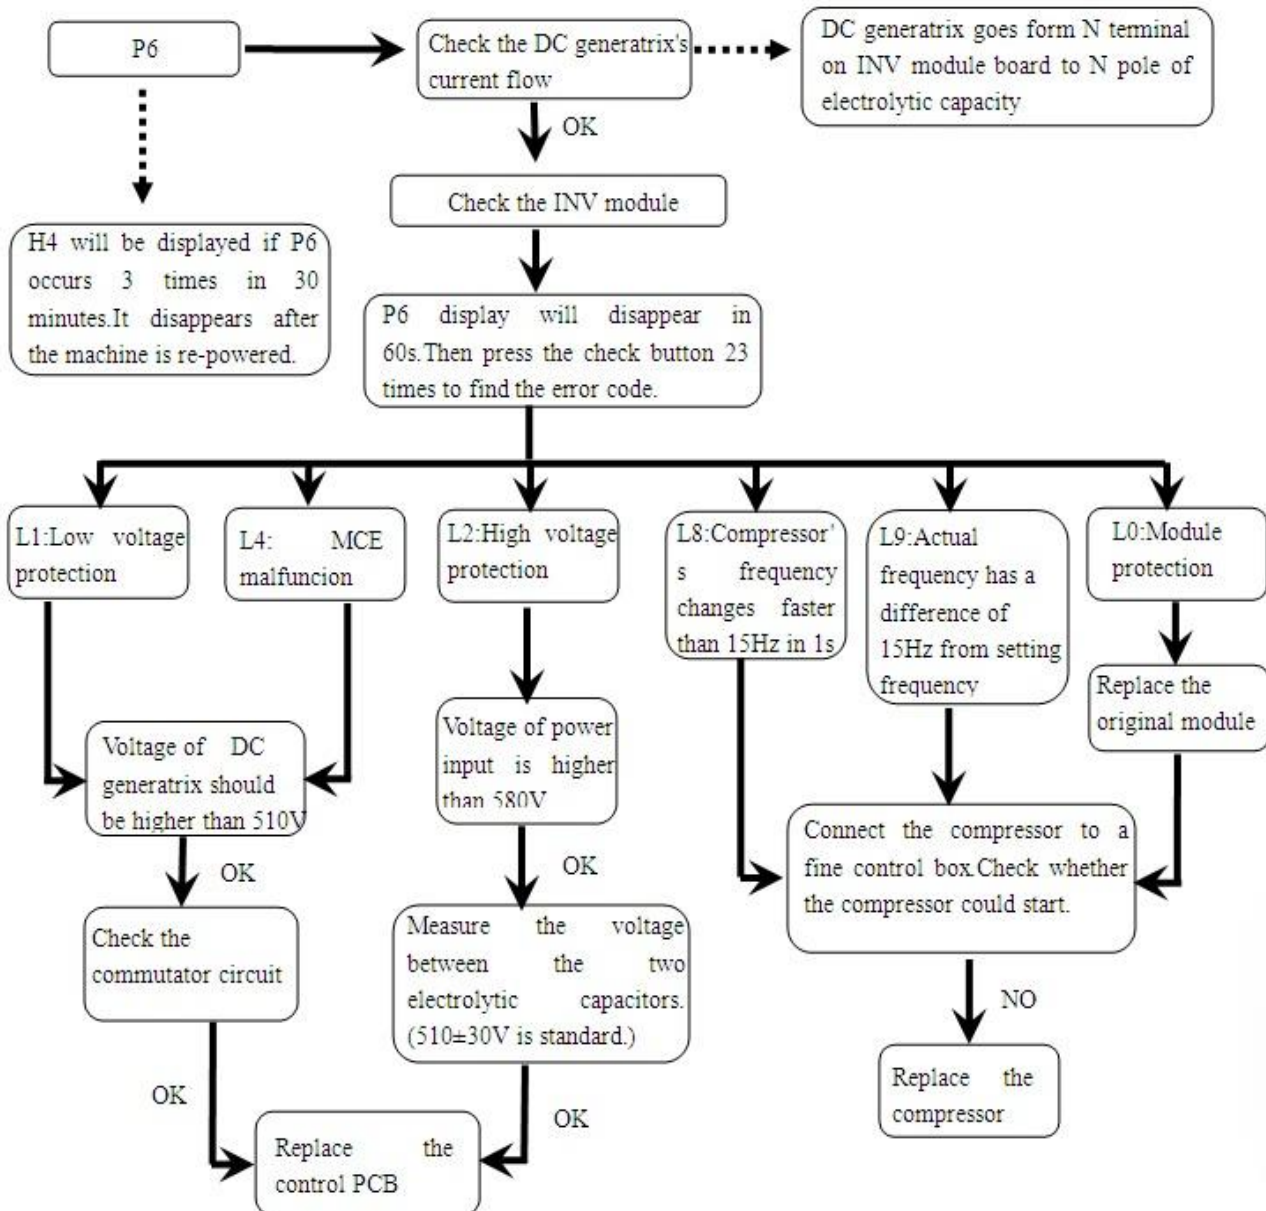 P6
Check the DC generatrix's
current flow
DC generatrix goes form N terminal
on INV module board to N pole of
electrolytic capacity
OK
Check the INV module
H4 will be displayed if P6
occurs 3 times in 30
minutes.It disappears after
the machine is re-powered.
P6 display will disappear in
60s.Then press the check button 23
times to find the error code.
L1:Low voltage
protection
L4: MCE
malfuncion
L2:High voltage
protection
L8:Compressor'
s frequency
changes faster
than 15Hz in 1s
L9:Actual
frequency has a
difference of
15Hz from setting
frequency
L0:Module
protection
Replace the
original module
Voltage of DC
generatrix should
be higher than 510V
Voltage of power
input is higher
than 580V
Connect the compressor to a
fine control box.Check whether
the compressor could start.
OK
OK
Check the
commutator circuit
Measure the voltage
between the two
electrolytic capacitors.
(510±30V is standard.)
NO
Replace the
compressor
OK
OK
Replace the
control PCB